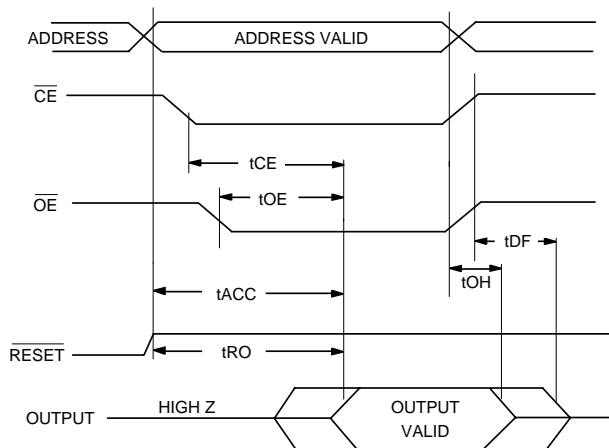 ADDRESS
ADDRESS VALID
CE
tCE
tOE
OE
tDF
tOH
tACC
RESET
tRO
OUTPUT
HIGH Z
OUTPUT
VALID